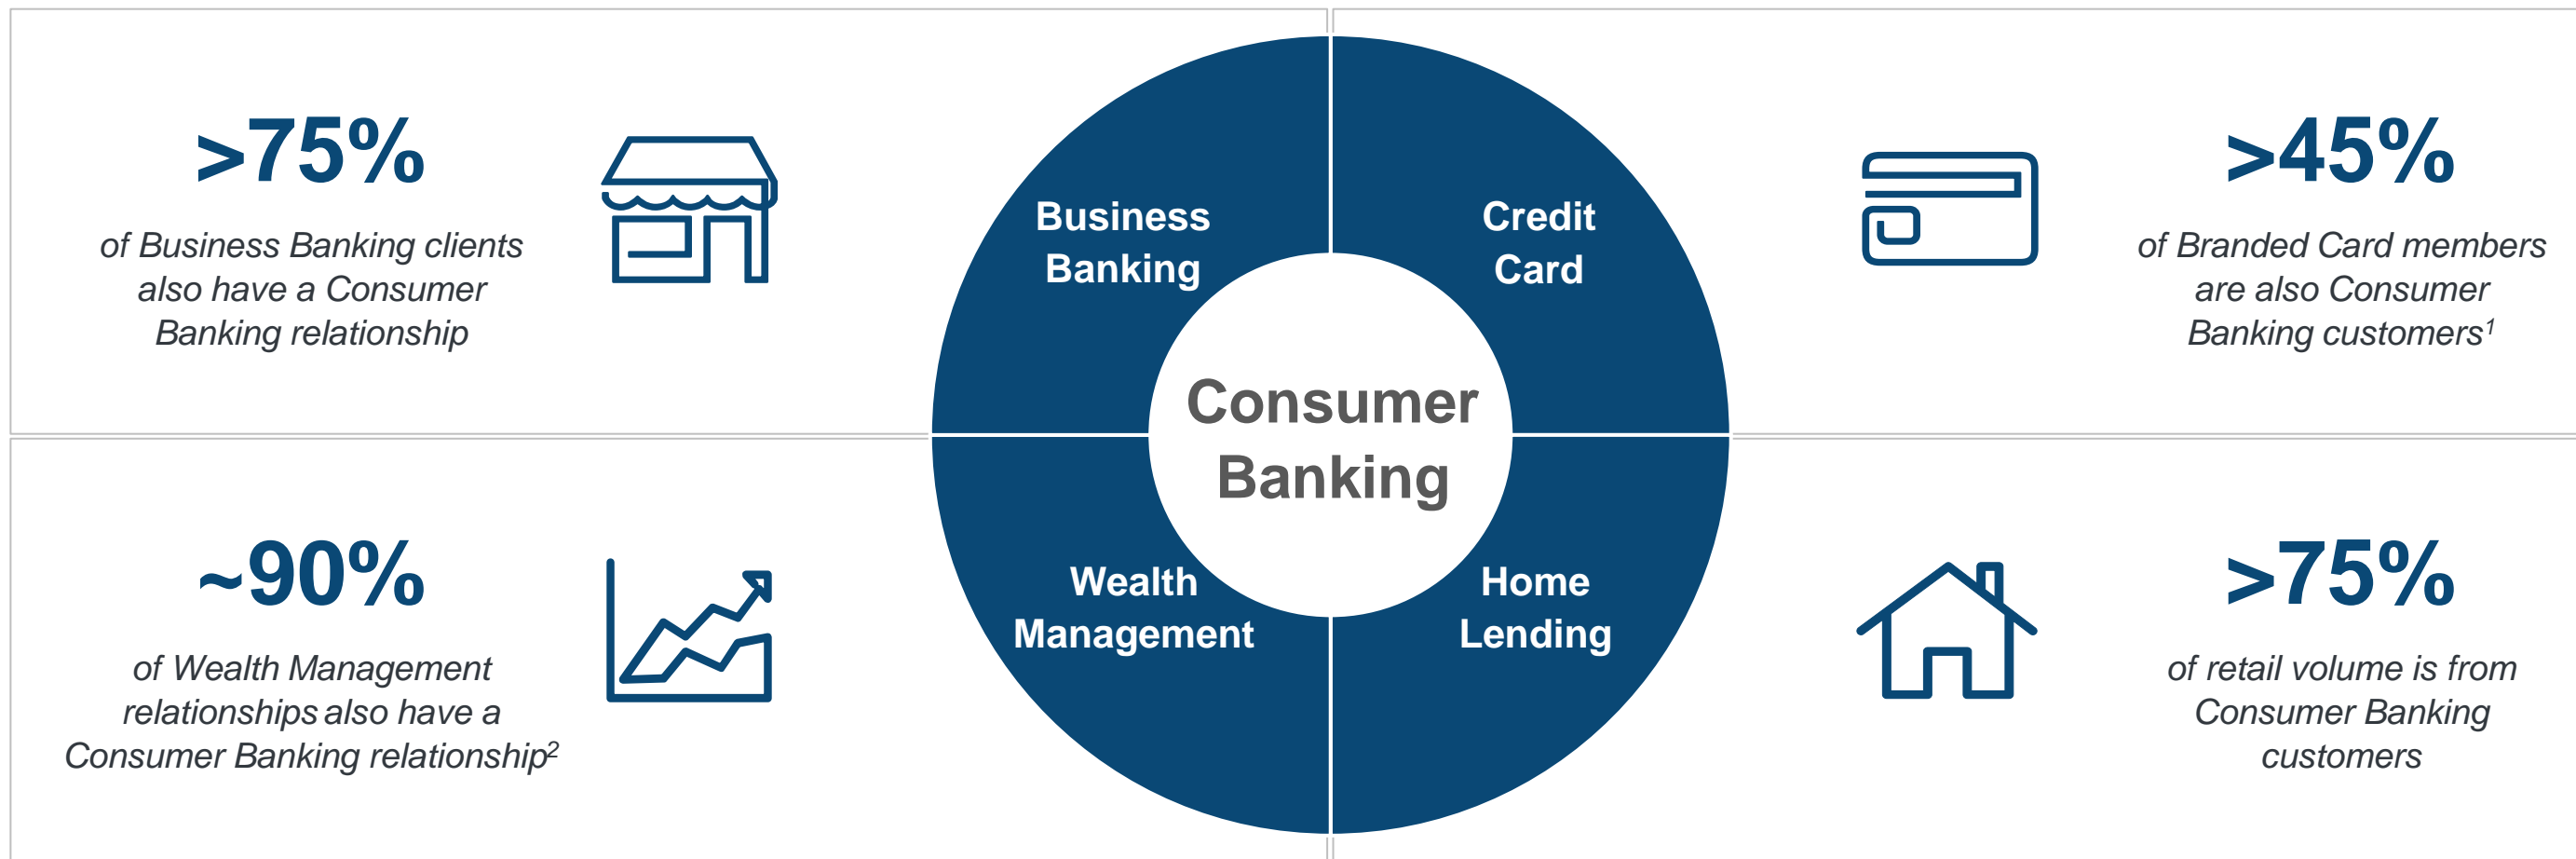 >75%
of Business Banking clients
also have a Consumer
Banking relationship
Business
Banking
Credit
Card
>45%
of Branded Card members
are also Consumer
Banking customers1
Consumer
Banking
~90%
of Wealth Management
relationships also have a
Consumer Banking relationship2
Wealth
Management
Home
Lending
>75%
of retail volume is from
Consumer Banking
customers